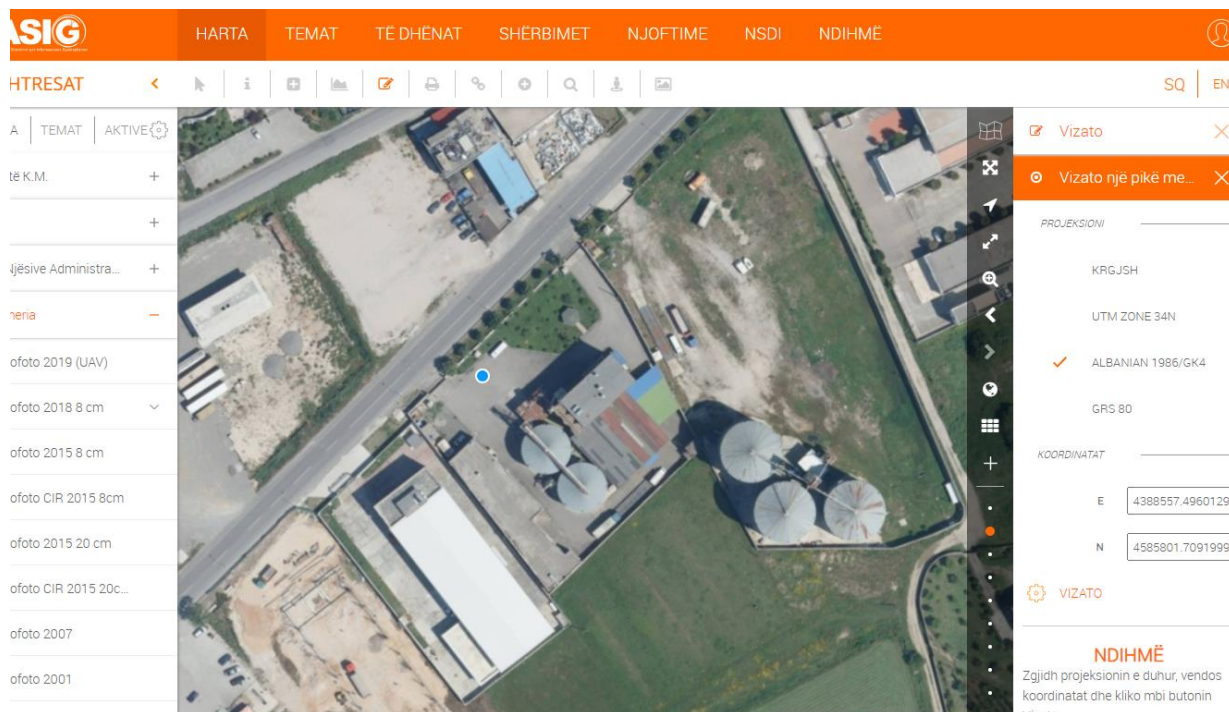 ASIG
HARTA TEMAT TË DHËNAT SHËRBIMET NJOFTIME NSDI NDIHMË
HTRESAT
SQ EN
A TEMAT AKTIVE
Vizato
Vizato një pikë me...
të K.M.
Njësive Administra...
neria
ofoto 2019 (UAV)
ofoto 2018 8 cm
ofoto 2015 8 cm
ofoto CIR 2015 8cm
ofoto 2015 20 cm
ofoto CIR 2015 20c...
ofoto 2007
ofoto 2001
PROJEKSIONI
KRGJSH
UTM ZONE 34N
ALBANIAN 1986/GK4
GRS 80
KOORDINATAT
E 4388557.4960129
N 4585801.7091999
VIZATO
NDIHMË
Zgjidh projeksionin e duhur, vendos
koordinatat dhe kliko mbi butonin